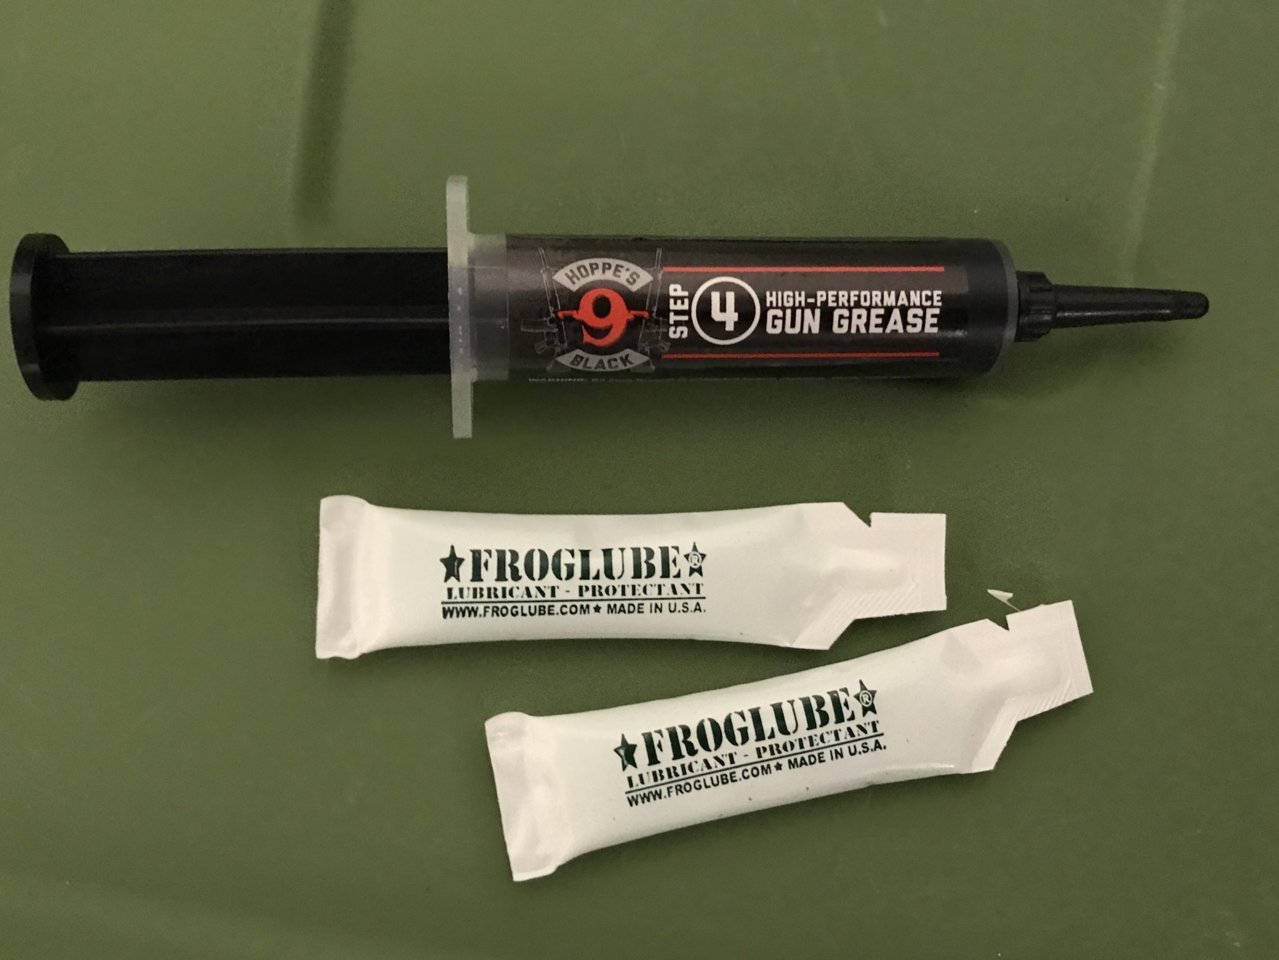 HOPPE'S
9
BLACK
STEP
4
HIGH-PERFORMANCE
GUN GREASE
WARNING:
★FROGLUBE®
LUBRICANT - PROTECTANT
WWW.FROGLUBE.COM★ MADE IN U.S.A.
★FROGLUBE®
LUBRICANT - PROTECTANT
WWW.FROGLUBE.COM★ MADE IN U.S.A.